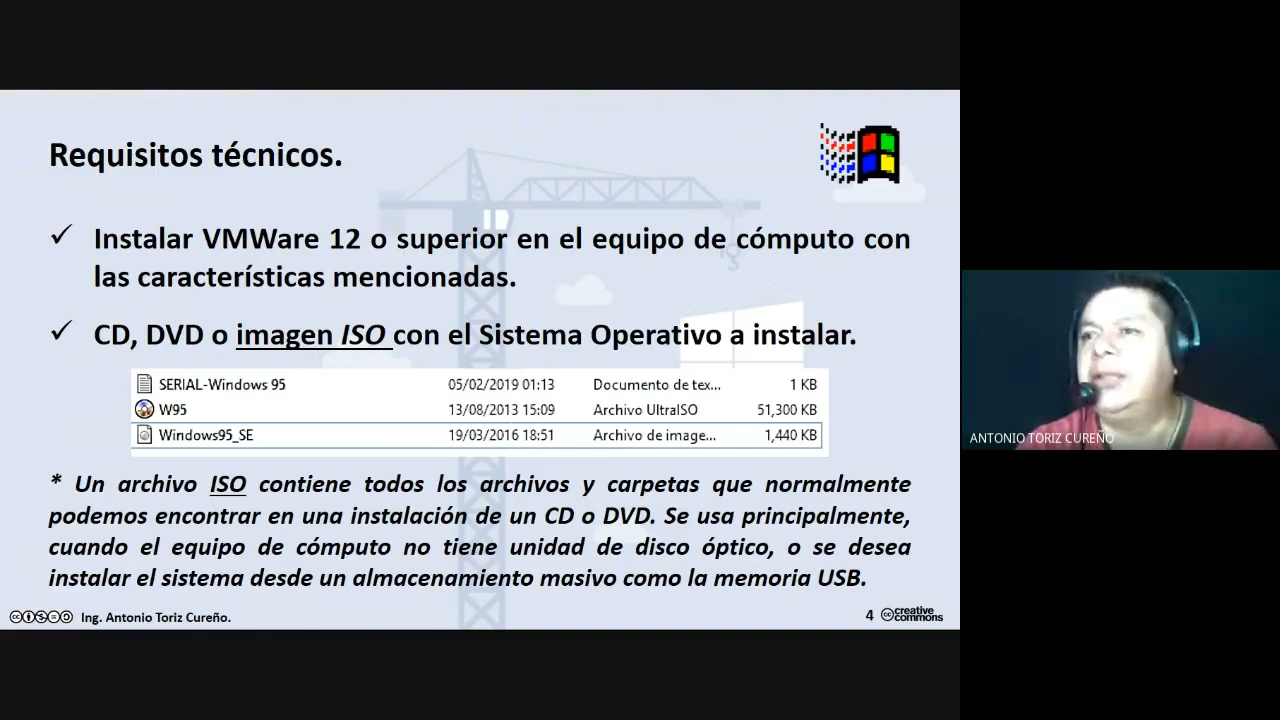 Requisitos técnicos.
✓ Instalar VMWare 12 o superior en el equipo de cómputo con
las características mencionadas.
✓ CD, DVD o imagen ISO con el Sistema Operativo a instalar.
SERIAL-Windows 95 05/02/2019 01:13 Documento de tex... 1 KB
W95 13/08/2013 15:09 Archivo UltraISO 51,300 KB
Windows95_SE 19/03/2016 18:51 Archivo de image... 1,440 KB
* Un archivo ISO contiene todos los archivos y carpetas que normalmente
podemos encontrar en una instalación de un CD o DVD. Se usa principalmente,
cuando el equipo de cómputo no tiene unidad de disco óptico, o se desea
instalar el sistema desde un almacenamiento masivo como la memoria USB.
Ing. Antonio Toriz Cureño.
4 cc creative commons
ANTONIO TORIZ CUREÑO